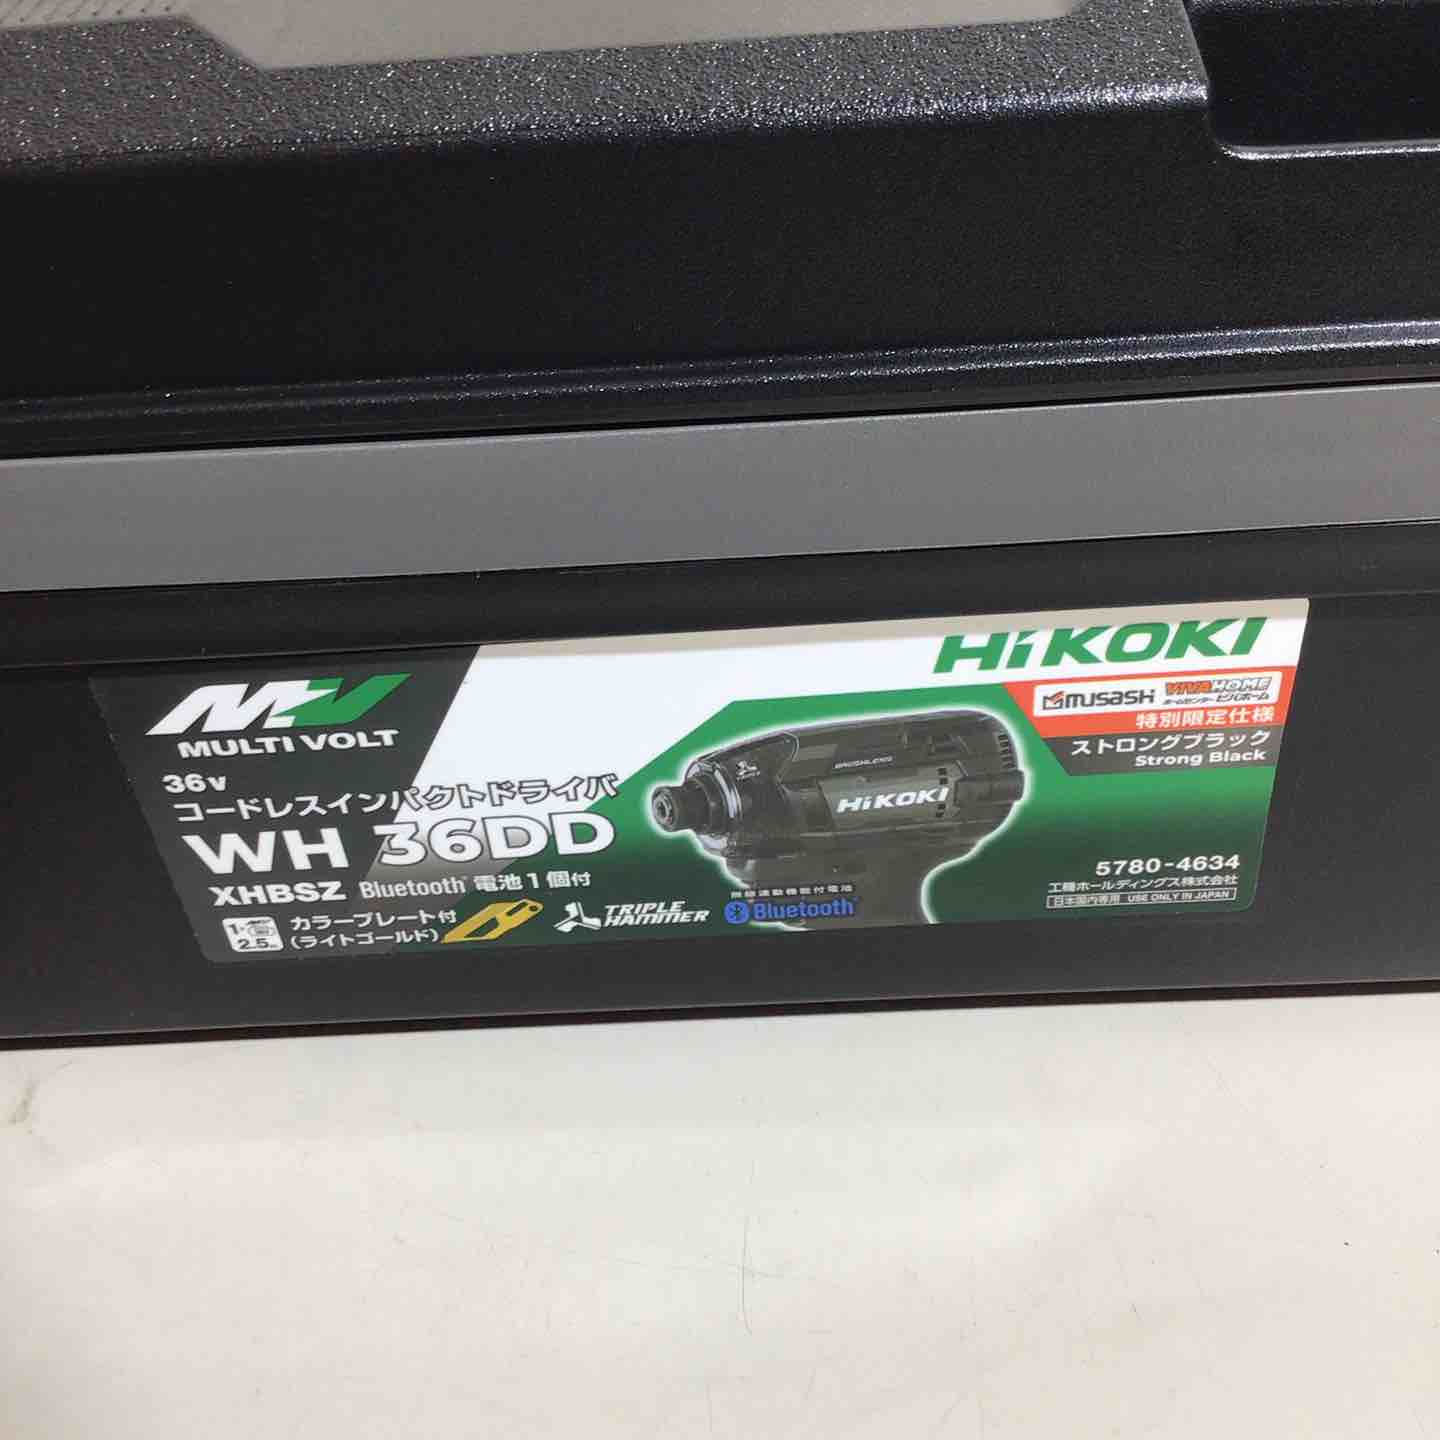 MV
MULTI VOLT
HiKOKI
musashi VIVAHOME
ホームセンタービバホーム
特別限定仕様
ストロングブラック
Strong Black
36v
コードレスインパクトドライバ
WH 36DD
XHBSZ Bluetooth 電池1個付
カラープレート付
(ライトゴールド)
2.5
TRIPLE
HAMMER
無線連動機能付電池
Bluetooth
BRUSHLESS
HiKOKI
5780-4634
工機ホールディングス株式会社
日本国内専用 USE ONLY IN JAPAN